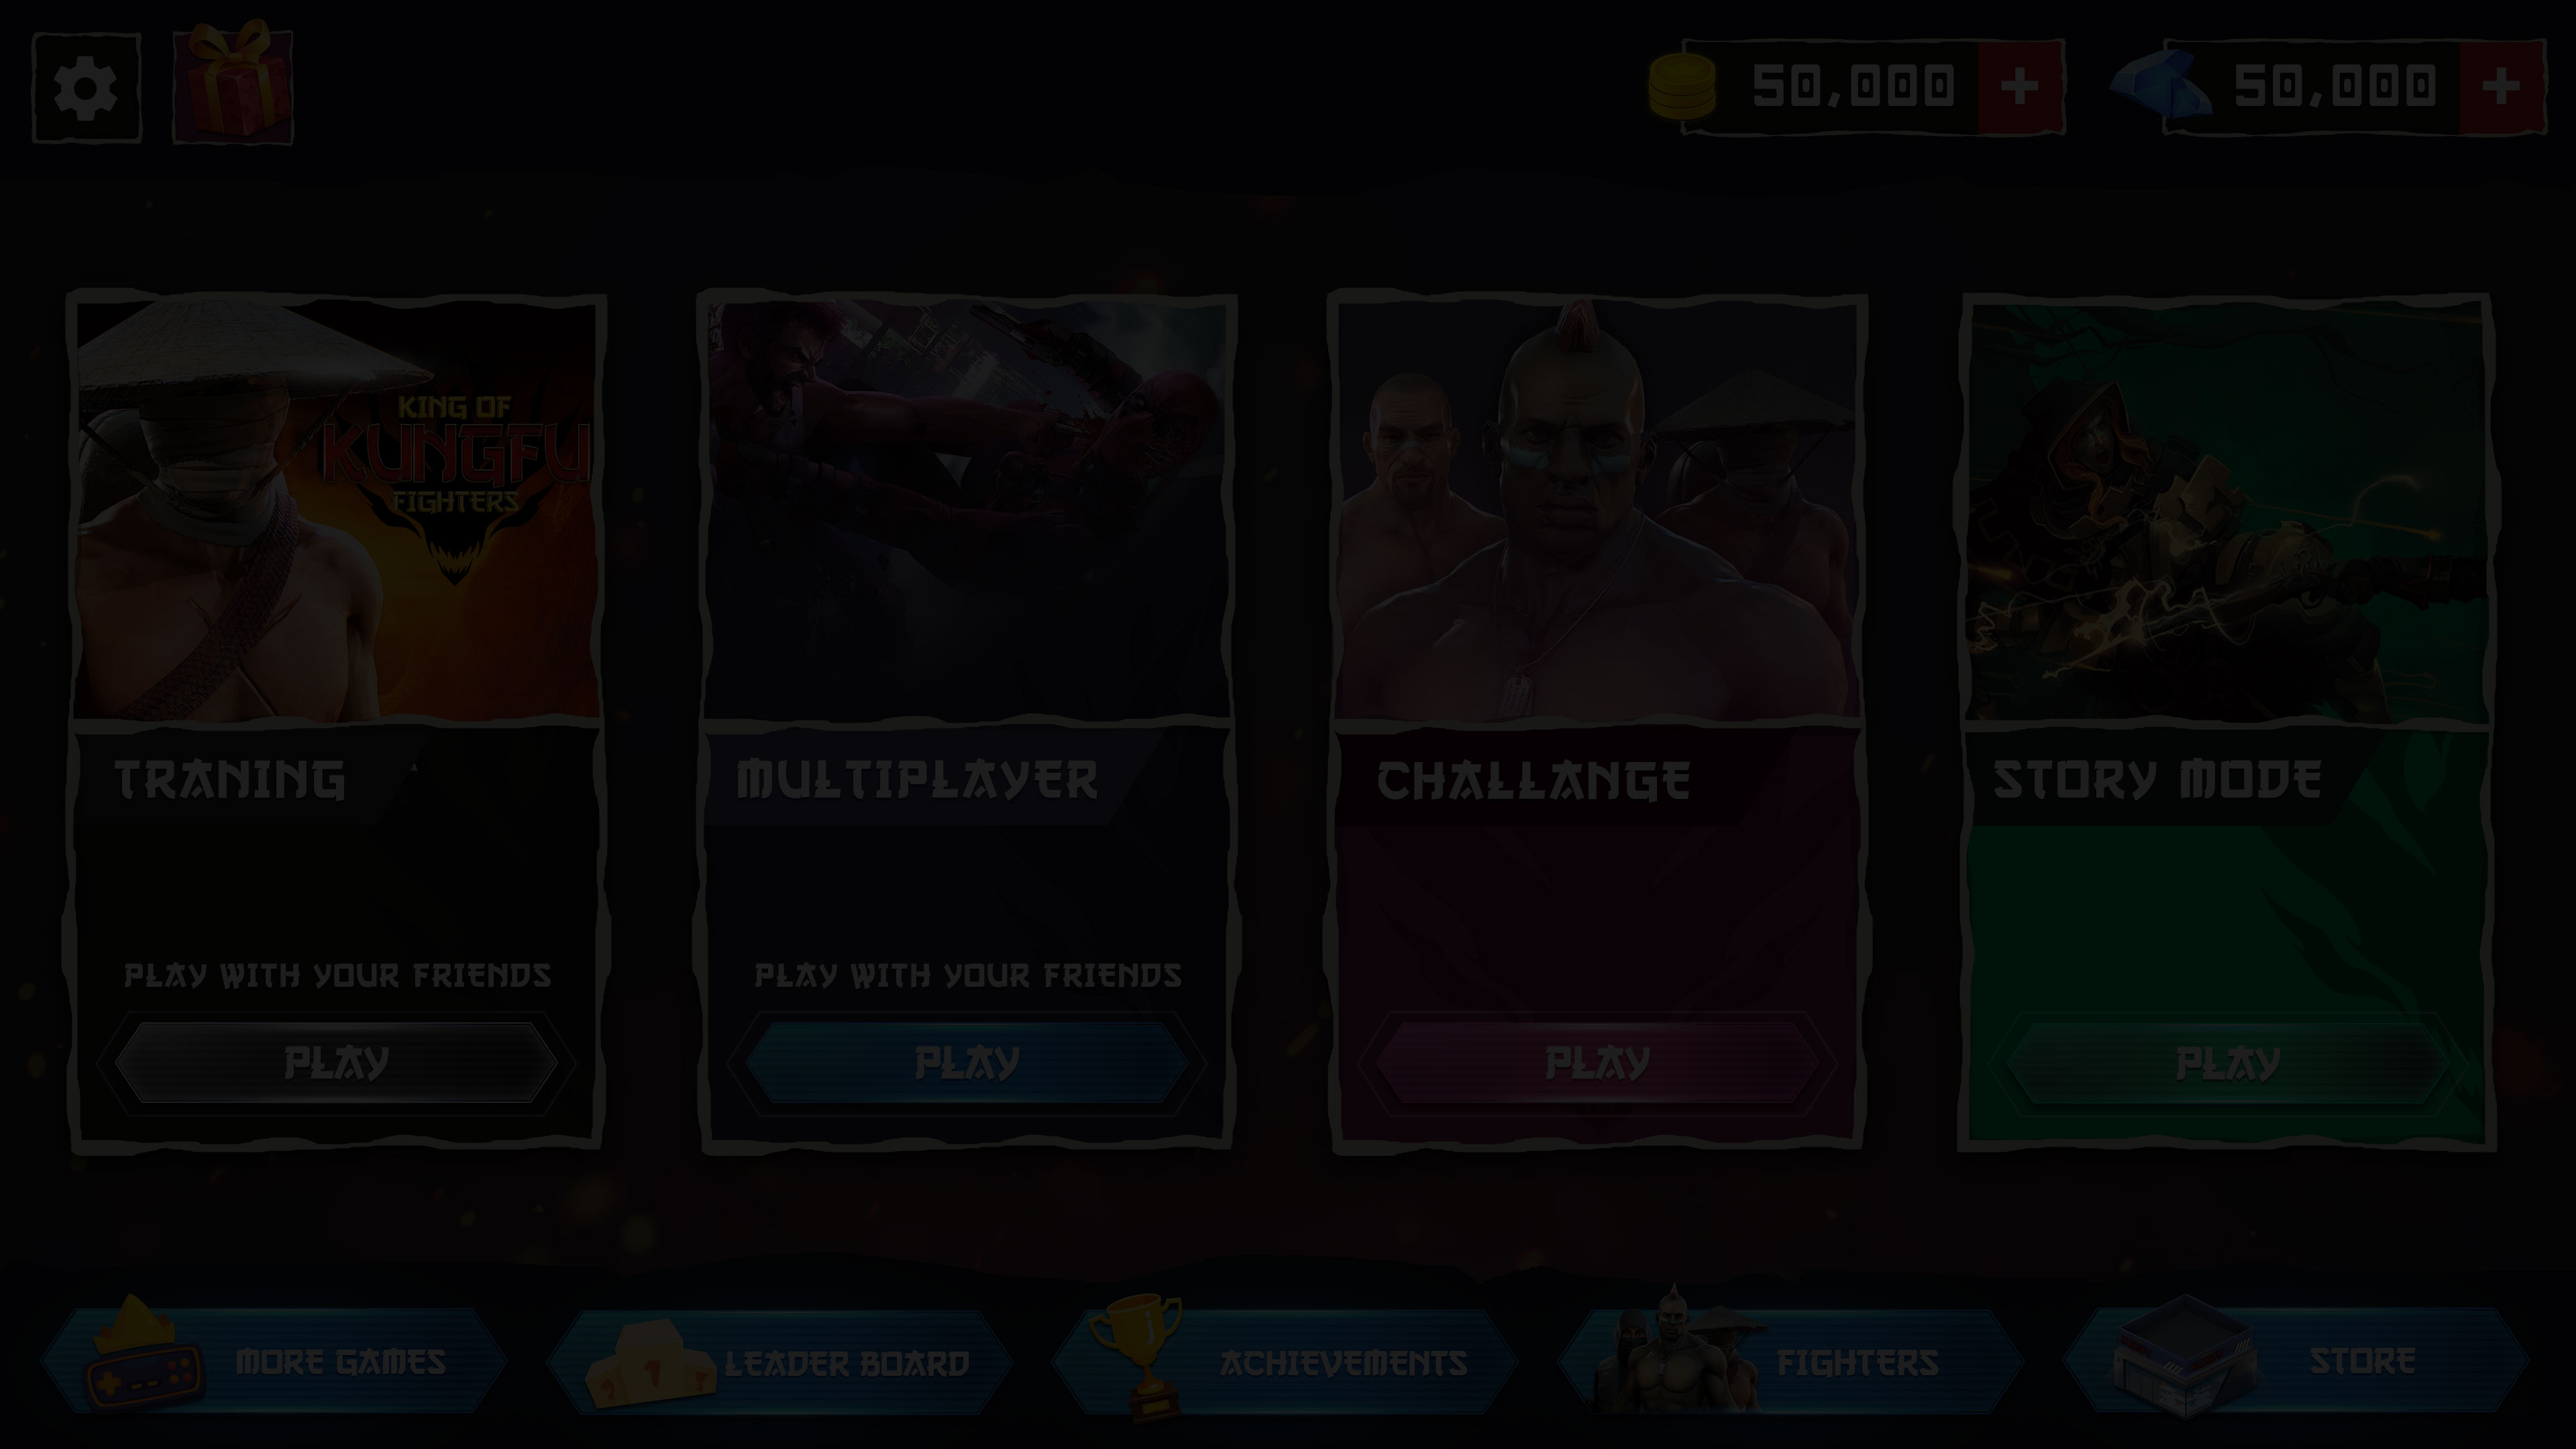 50,000 +
50,000 +
KING OF
KUNGFU
FIGHTERS
TRANING
MULTIPLAYER
CHALLANGE
STORY MODE
PLAY WITH YOUR FRIENDS
PLAY WITH YOUR FRIENDS
PLAY
PLAY
PLAY
PLAY
MORE GAMES
1
LEADER BOARD
ACHIEVEMENTS
FIGHTERS
STORE